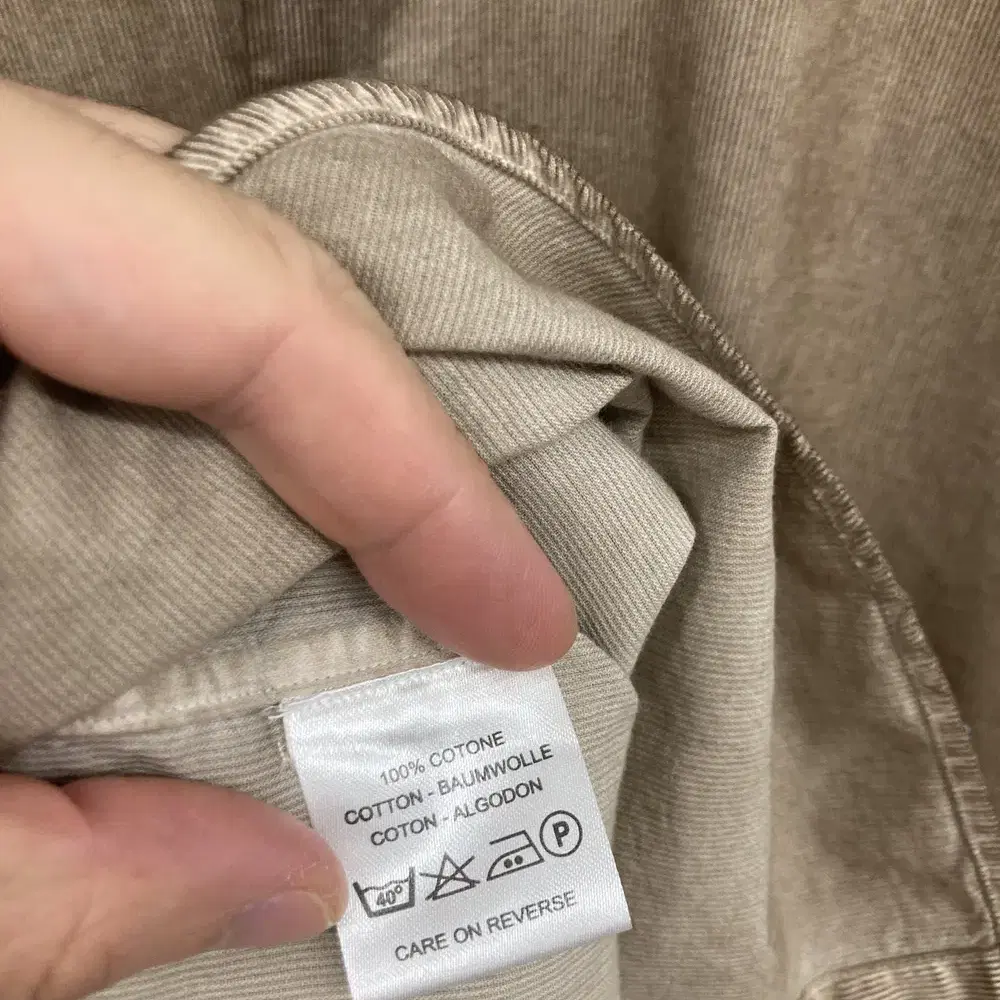 100% COTONE
COTTON - BAUMWOLLE
COTON - ALGODON
40° P
CARE ON REVERSE